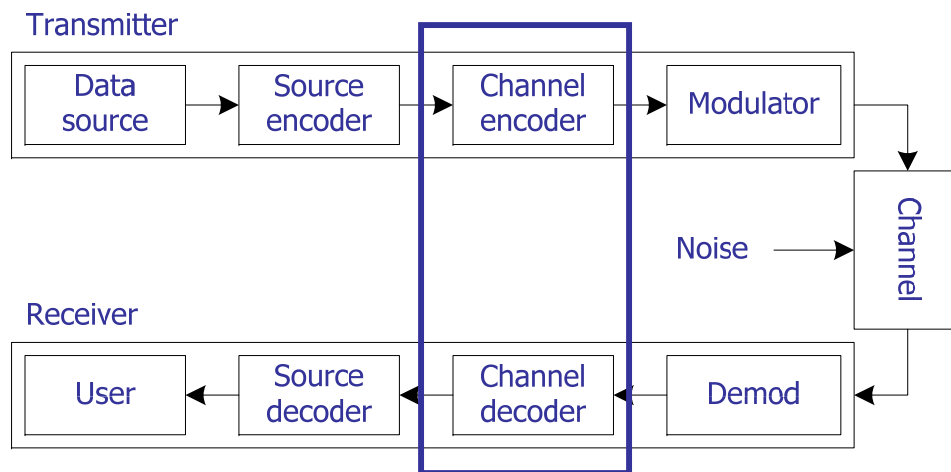 Transmitter
Data
source
Source
encoder
Channel
encoder
Modulator
Channel
Noise
Receiver
User
Source
decoder
Channel
decoder
Demod